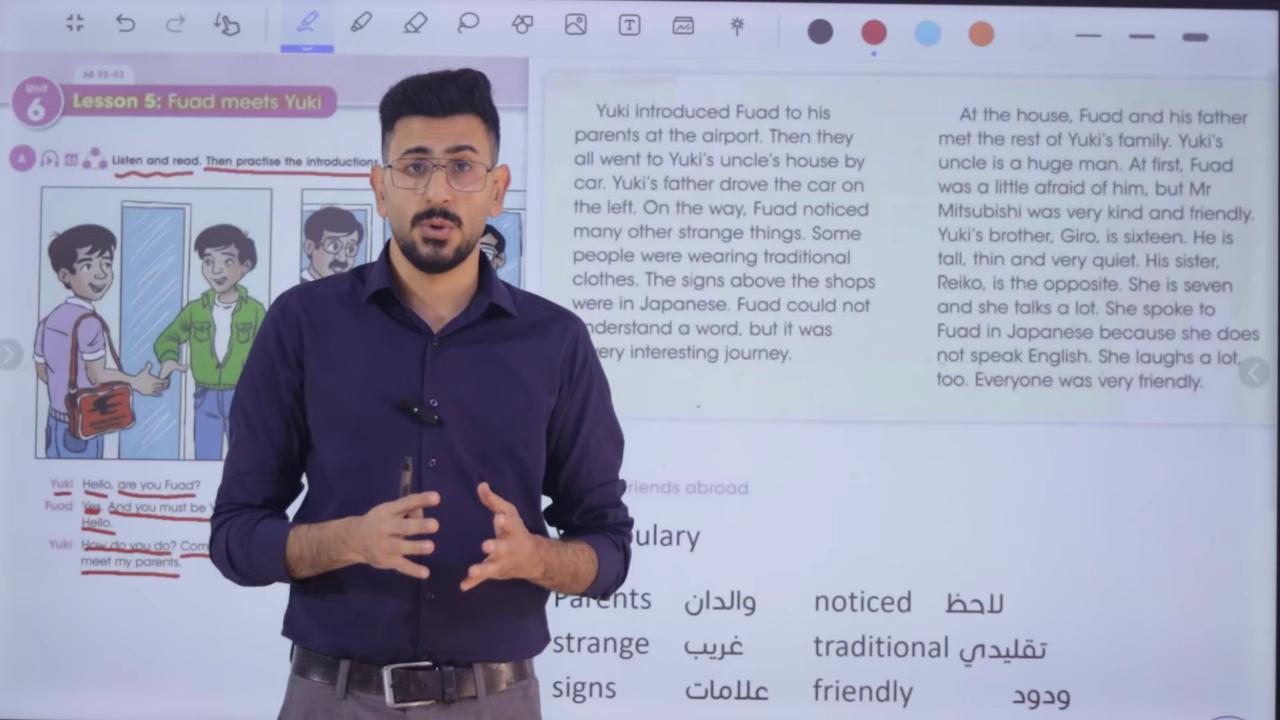 AB 92-93
Unit
6
Lesson 5: Fuad meets Yuki
A
Listen and read. Then practise the introductions
Yuki Hello, are you Fuad?
Fuad Yes. And you must be
Hello.
Yuki How do you do? Com
meet my parents.
Yuki introduced Fuad to his
parents at the airport. Then they
all went to Yuki's uncle's house by
car. Yuki's father drove the car on
the left. On the way, Fuad noticed
many other strange things. Some
people were wearing traditional
clothes. The signs above the shops
were in Japanese. Fuad could not
nderstand a word, but it was
very interesting journey.
At the house, Fuad and his father
met the rest of Yuki's family. Yuki's
uncle is a huge man. At first, Fuad
was a little afraid of him, but Mr
Mitsubishi was very kind and friendly.
Yuki's brother, Giro, is sixteen. He is
tall, thin and very quiet. His sister,
Reiko, is the opposite. She is seven
and she talks a lot. She spoke to
Fuad in Japanese because she does
not speak English. She laughs a lot,
too. Everyone was very friendly.
riends abroad
bulary
Parents والدان noticed لاحظ
strange غريب traditional تقليدي
signs علامات friendly ودود